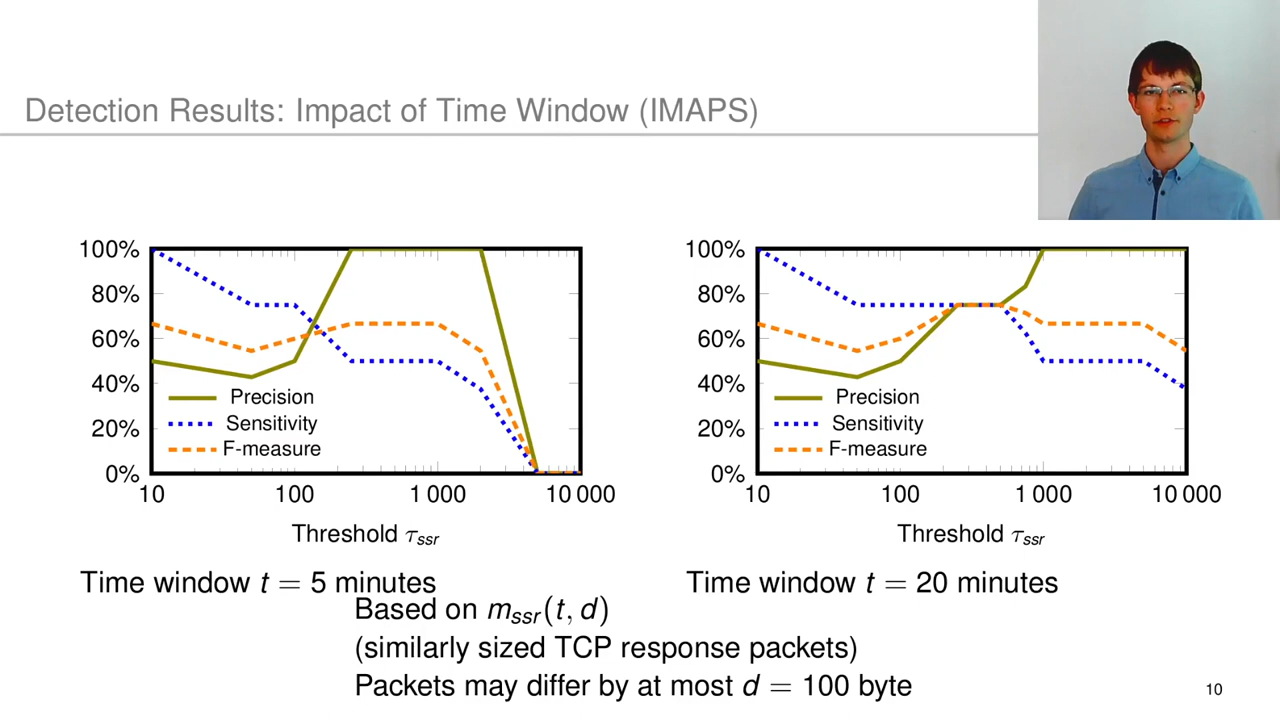 Detection Results: Impact of Time Window (IMAPS)
100%
80%
60%
40%
20%
0%
Precision
Sensitivity
F-measure
10
100
1 000
10 000
Threshold τssr
Time window t = 5 minutes
100%
80%
60%
40%
20%
0%
Precision
Sensitivity
F-measure
10
100
1 000
10 000
Threshold τssr
Time window t = 20 minutes
Based on mssr(t, d)
(similarly sized TCP response packets)
Packets may differ by at most d = 100 byte
10